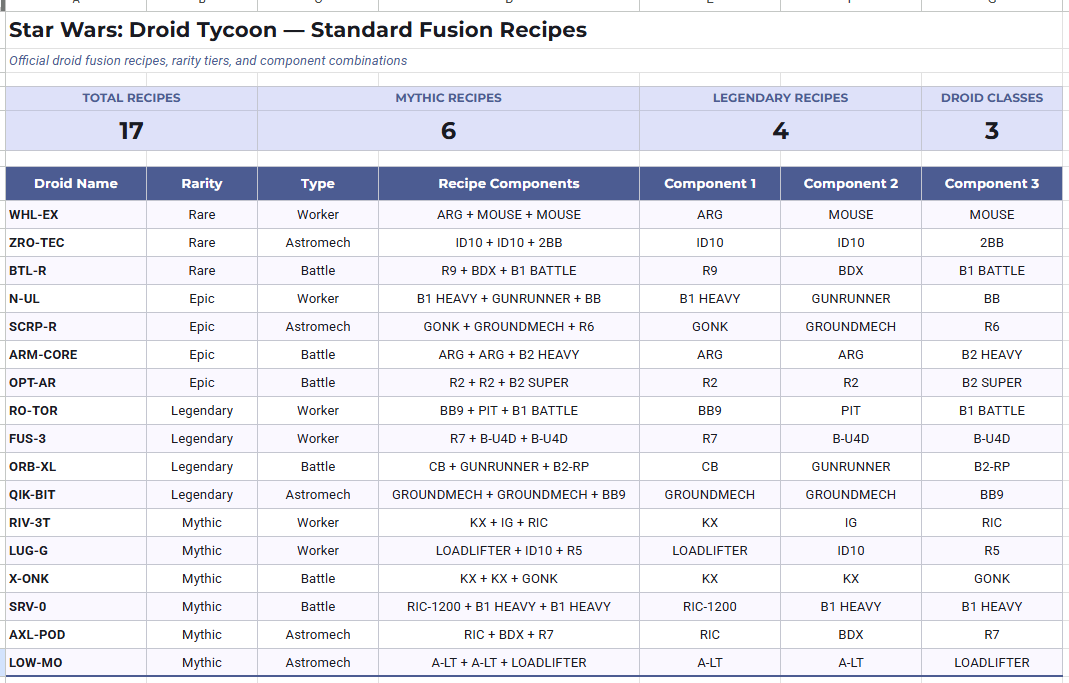 Star Wars: Droid Tycoon — Standard Fusion Recipes
Official droid fusion recipes, rarity tiers, and component combinations
TOTAL RECIPES MYTHIC RECIPES LEGENDARY RECIPES DROID CLASSES
17 6 4 3
Droid Name Rarity Type Recipe Components Component 1 Component 2 Component 3
WHL-EX Rare Worker ARG + MOUSE + MOUSE ARG MOUSE MOUSE
ZRO-TEC Rare Astromech ID10 + ID10 + 2BB ID10 ID10 2BB
BTL-R Rare Battle R9 + BDX + B1 BATTLE R9 BDX B1 BATTLE
N-UL Epic Worker B1 HEAVY + GUNRUNNER + BB B1 HEAVY GUNRUNNER BB
SCRP-R Epic Astromech GONK + GROUNDMECH + R6 GONK GROUNDMECH R6
ARM-CORE Epic Battle ARG + ARG + B2 HEAVY ARG ARG B2 HEAVY
OPT-AR Epic Battle R2 + R2 + B2 SUPER R2 R2 B2 SUPER
RO-TOR Legendary Worker BB9 + PIT + B1 BATTLE BB9 PIT B1 BATTLE
FUS-3 Legendary Worker R7 + B-U4D + B-U4D R7 B-U4D B-U4D
ORB-XL Legendary Battle CB + GUNRUNNER + B2-RP CB GUNRUNNER B2-RP
QIK-BIT Legendary Astromech GROUNDMECH + GROUNDMECH + BB9 GROUNDMECH GROUNDMECH BB9
RIV-3T Mythic Worker KX + IG + RIC KX IG RIC
LUG-G Mythic Worker LOADLIFTER + ID10 + R5 LOADLIFTER ID10 R5
X-ONK Mythic Battle KX + KX + GONK KX KX GONK
SRV-0 Mythic Battle RIC-1200 + B1 HEAVY + B1 HEAVY RIC-1200 B1 HEAVY B1 HEAVY
AXL-POD Mythic Astromech RIC + BDX + R7 RIC BDX R7
LOW-MO Mythic Astromech A-LT + A-LT + LOADLIFTER A-LT A-LT LOADLIFTER